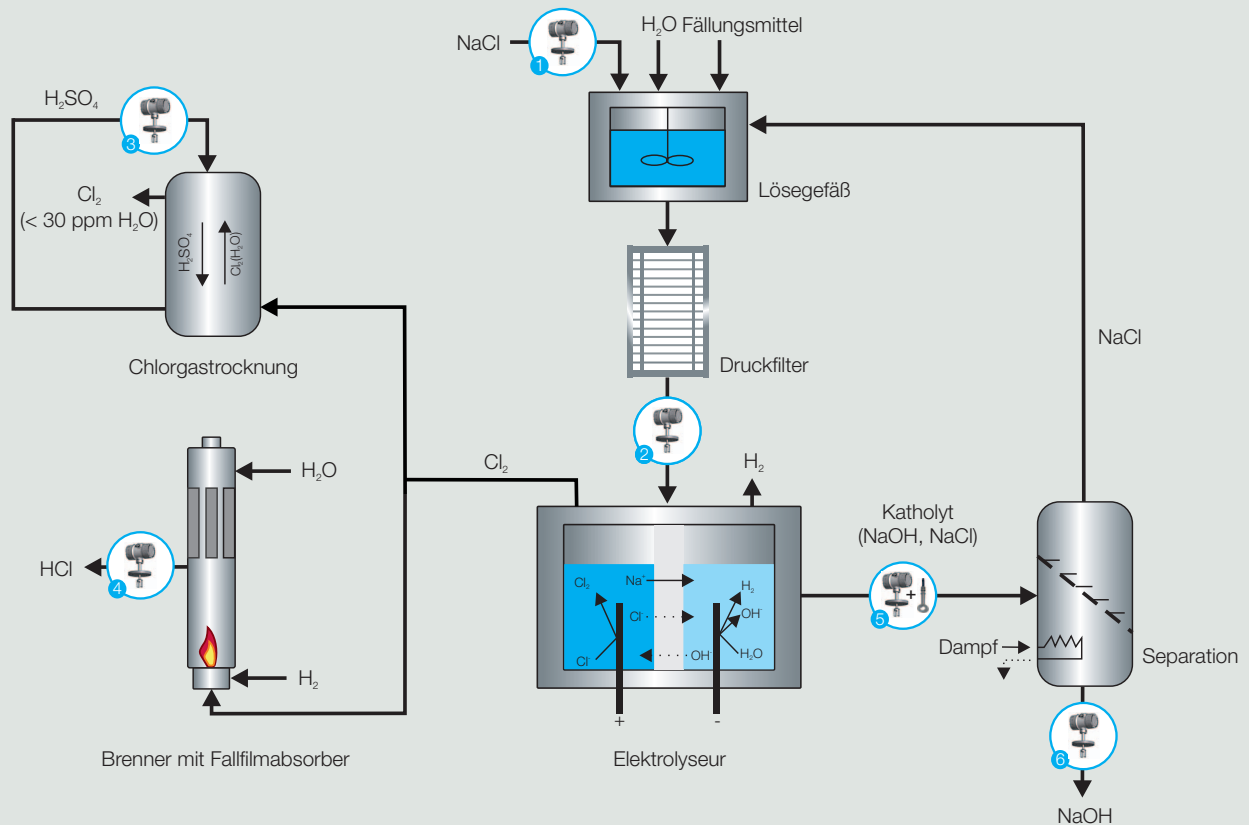 NaCl
H₂O Fällungsmittel
1
H₂SO₄
3
Cl₂
(< 30 ppm H₂O)
H₂SO₄
Cl₂(H₂O)
Lösegefäß
Chlorgastrocknung
Druckfilter
NaCl
2
H₂O
Cl₂
H₂
Katholyt
(NaOH, NaCl)
HCl
4
Cl₂
Na⁺
H₂
Cl⁻
OH⁻
5
Cl⁻
OH⁻
H₂O
Dampf
Separation
H₂
+
-
6
Brenner mit Fallfilmabsorber
Elektrolyseur
NaOH